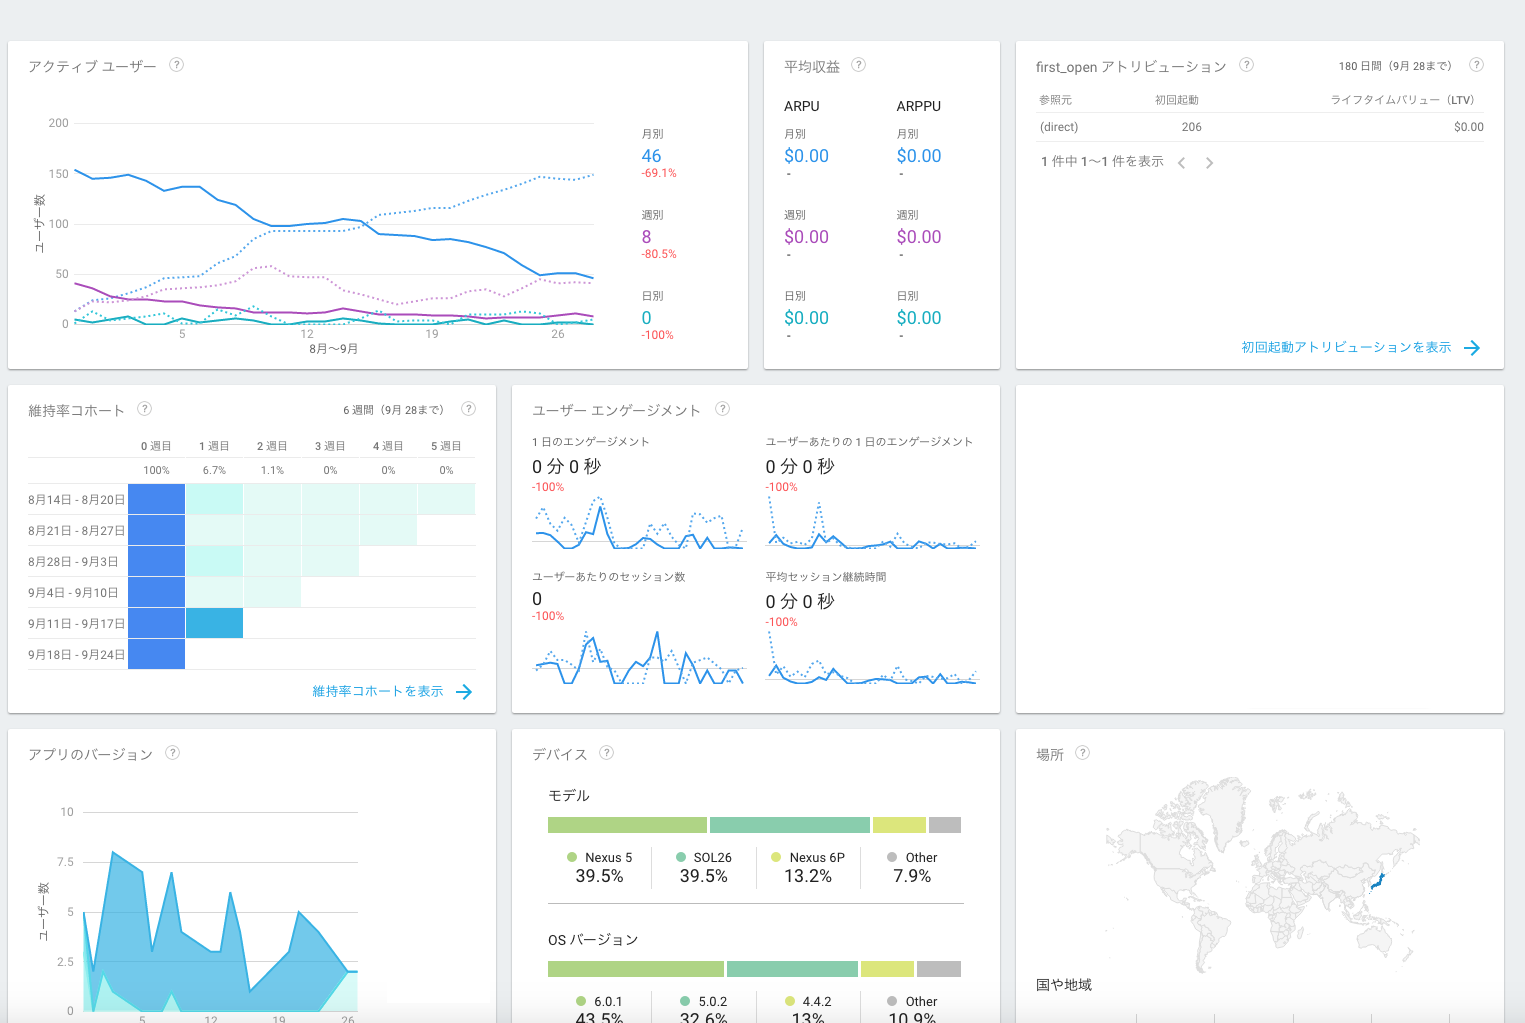 アクティブ ユーザー ?
200
150
100
50
0
ユーザー数
5
12
19
26
8月〜9月
月別
46
-69.1%
週別
8
-80.5%
日別
0
-100%
平均収益 ?
ARPU ARPPU
月別 月別
$0.00 $0.00
- -
週別 週別
$0.00 $0.00
- -
日別 日別
$0.00 $0.00
- -
first_open アトリビューション ? 180 日間（9月 28まで） ?
参照元 初回起動 ライフタイムバリュー（LTV）
(direct) 206 $0.00
1 件中 1〜1 件を表示
初回起動アトリビューションを表示
維持率コホート ? 6 週間（9月 28まで） ?
0 週目 1 週目 2 週目 3 週目 4 週目 5 週目
100% 6.7% 1.1% 0% 0% 0%
8月14日 - 8月20日
8月21日 - 8月27日
8月28日 - 9月3日
9月4日 - 9月10日
9月11日 - 9月17日
9月18日 - 9月24日
維持率コホートを表示
ユーザー エンゲージメント ?
1 日のエンゲージメント
0 分 0 秒
-100%
ユーザーあたりの 1 日のエンゲージメント
0 分 0 秒
-100%
ユーザーあたりのセッション数
0
-100%
平均セッション継続時間
0 分 0 秒
-100%
アプリのバージョン ?
10
7.5
5
2.5
0
ユーザー数
5
12
19
26
デバイス ?
モデル
Nexus 5 SOL26 Nexus 6P Other
39.5% 39.5% 13.2% 7.9%
OS バージョン
6.0.1 5.0.2 4.4.2 Other
43.5% 32.6% 13% 10.9%
場所 ?
国や地域